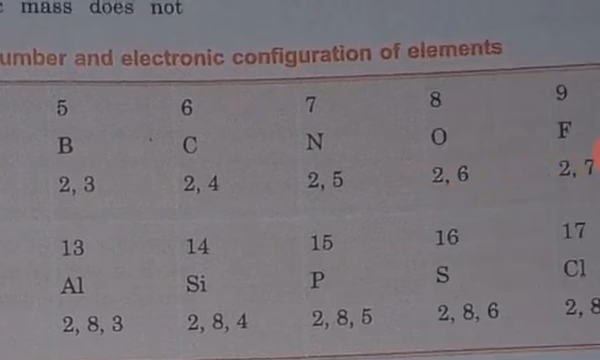 mass does not
umber and electronic configuration of elements
5 6 7 8 9
B C N O F
2, 3 2, 4 2, 5 2, 6 2, 7
13 14 15 16 17
Al Si P S Cl
2, 8, 3 2, 8, 4 2, 8, 5 2, 8, 6 2, 8